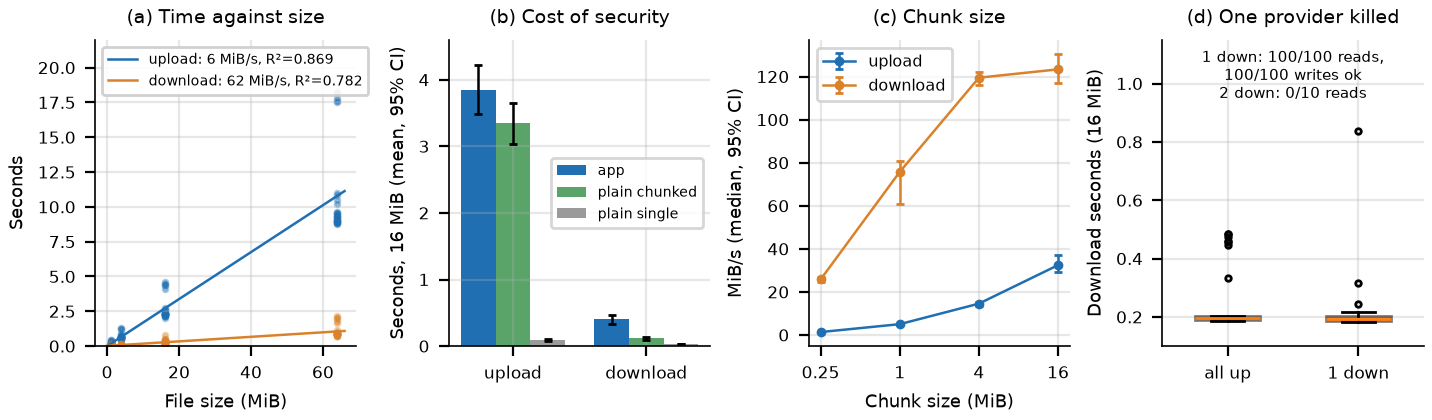 (a) Time against size
upload: 6 MiB/s, R²=0.869
download: 62 MiB/s, R²=0.782
Seconds
20.0
17.5
15.0
12.5
10.0
7.5
5.0
2.5
0.0
0
20
40
60
File size (MiB)
(b) Cost of security
Seconds, 16 MiB (mean, 95% CI)
4
3
2
1
0
app
plain chunked
plain single
upload
download
(c) Chunk size
upload
download
MiB/s (median, 95% CI)
120
100
80
60
40
20
0
0.25
1
4
16
Chunk size (MiB)
(d) One provider killed
1 down: 100/100 reads,
100/100 writes ok
2 down: 0/10 reads
Download seconds (16 MiB)
1.0
0.8
0.6
0.4
0.2
all up
1 down